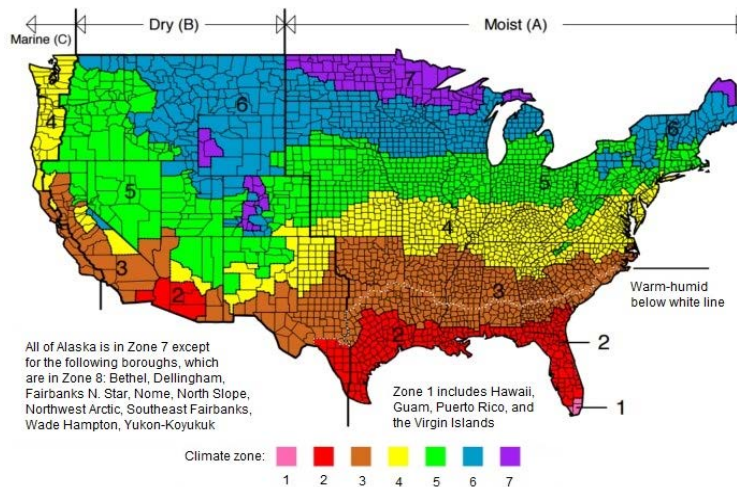 Marine (C)
Dry (B)
Moist (A)
7
6
6
4
5
5
4
3
3
2
2
Warm-humid
below white line
2
1
All of Alaska is in Zone 7 except
for the following boroughs, which
are in Zone 8: Bethel, Dellingham,
Fairbanks N. Star, Nome, North Slope,
Northwest Arctic, Southeast Fairbanks,
Wade Hampton, Yukon-Koyukuk
Zone 1 includes Hawaii,
Guam, Puerto Rico, and
the Virgin Islands
Climate zone:
1 2 3 4 5 6 7